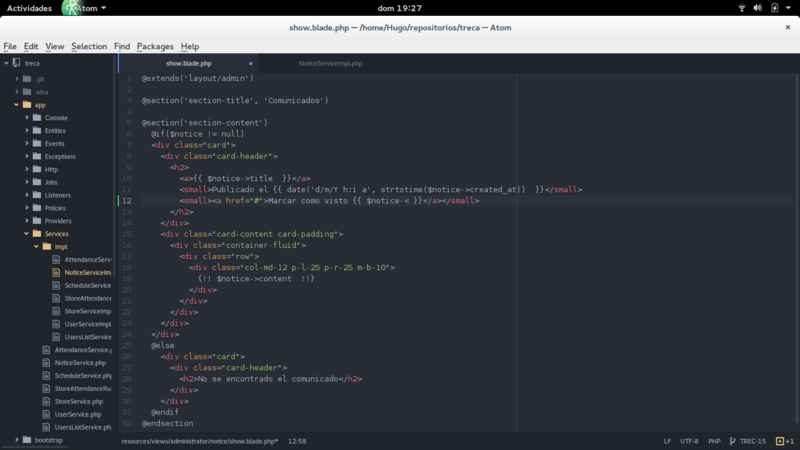 Actividades
Atom
dom 19:27
show.blade.php — /home/Hugo/repositorios/treca — Atom
File Edit View Selection Find Packages Help
treca
.git
.idea
app
Console
Entities
Events
Exceptions
Http
Jobs
Listeners
Policies
Providers
Services
Impl
AttendanceServ
NoticeServiceImp
ScheduleService
StoreAttendanc
StoreServiceImp
UserServiceImpl
UsersListService
AttendanceService.p
NoticeService.php
ScheduleService.php
StoreAttendanceRul
StoreService.php
UserService.php
UsersListService.php
bootstrap
show.blade.php
NoticeServiceImpl.php
1 @extends('layout/admin')
2
3 @section('section-title', 'Comunicados')
4
5 @section('section-content')
6 @if($notice != null)
7 <div class="card">
8 <div class="card-header">
9 <h2>
10 <a>{{ $notice->title  }}</a>
11 <small>Publicado el {{ date('d/m/Y h:i a', strtotime($notice->created_at))  }}</small>
12 <small><a href="#">Marcar como visto {{ $notice-< }}</a></small>
13 </h2>
14 </div>
15 <div class="card-content card-padding">
16 <div class="container-fluid">
17 <div class="row">
18 <div class="col-md-12 p-l-25 p-r-25 m-b-10">
19 {!! $notice->content  !!}
20 </div>
21 </div>
22 </div>
23 </div>
24 </div>
25 @else
26 <div class="card">
27 <div class="card-header">
28 <h2>No se encontrado el comunicado</h2>
29 </div>
30 </div>
31 @endif
32 @endsection
resources/views/administrator/notice/show.blade.php* 12:58
LF UTF-8 PHP TREC-15 +1